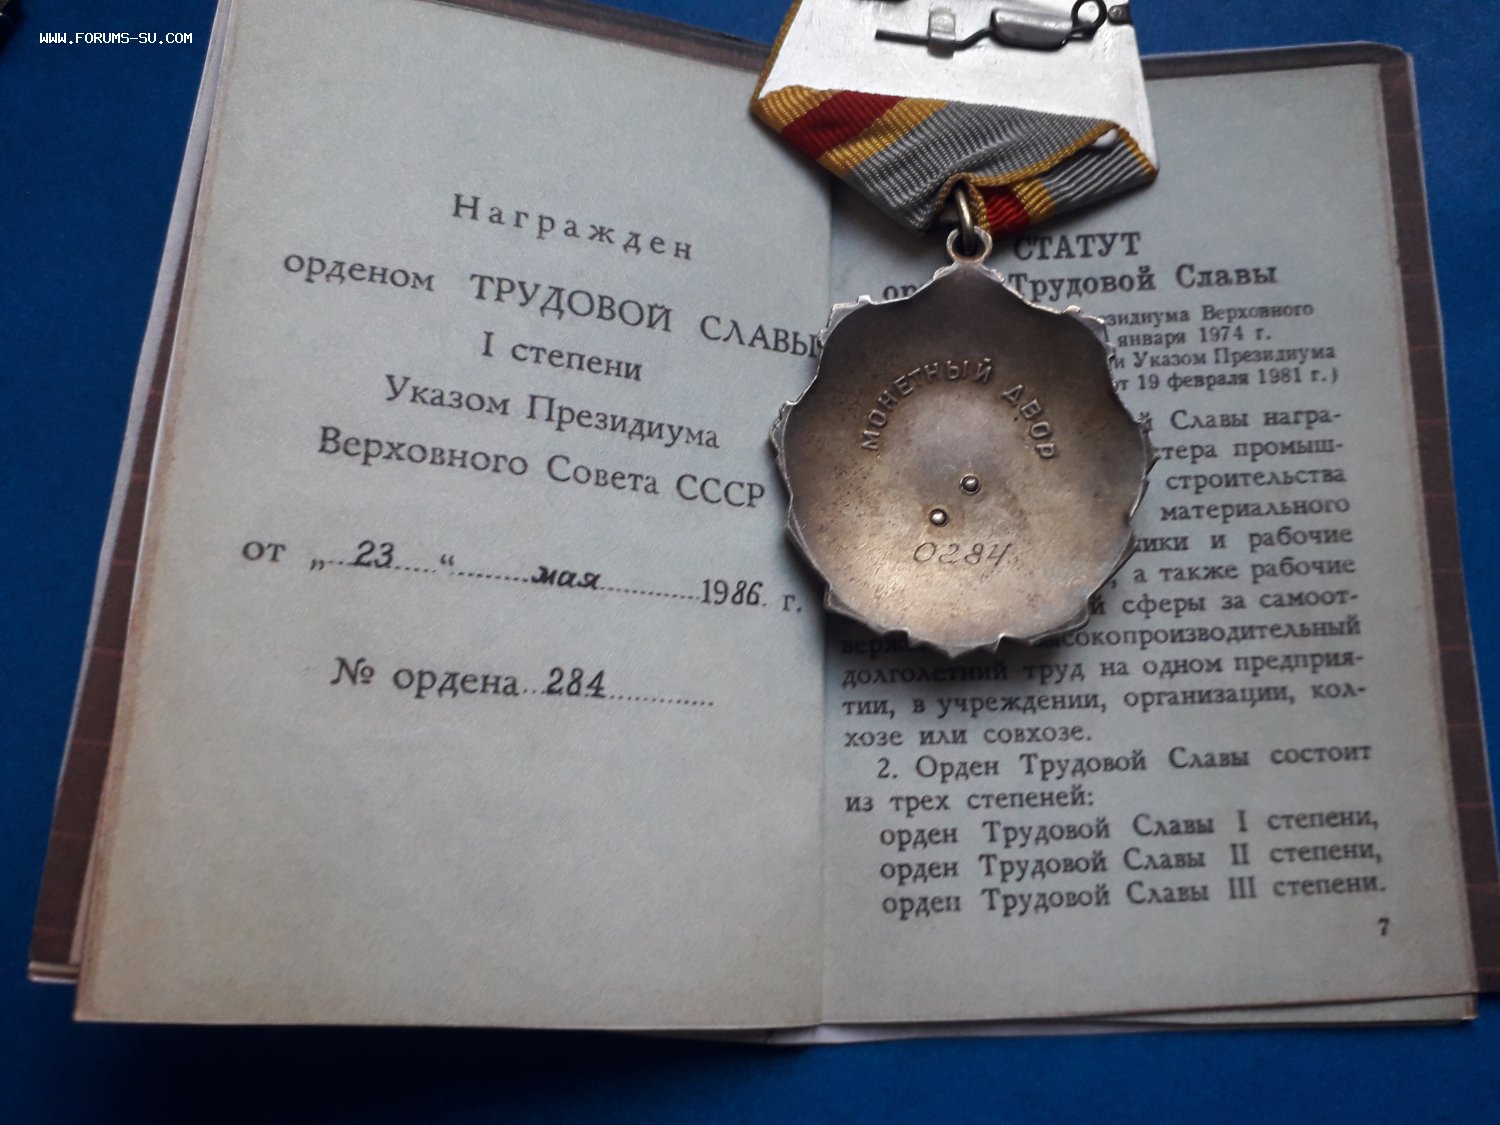 WWW.FORUMS-SU.COM
Награжден
орденом ТРУДОВОЙ СЛАВЫ
I степени
Указом Президиума
Верховного Совета СССР
от „ 23 “ мая 1986 г.
№ ордена 284
МОНЕТНЫЙ ДВОР
0284
СТАТУТ
Трудовой Славы
Верховного
января 1974 г.
и Указом Президиума
от 19 февраля 1981 г.)
Славы награ-
промыш-
строительства
материального
и рабочие
, а также рабочие
сферы за самоот-
высокопроизводительный
долголетний труд на одном предприя-
тии, в учреждении, организации, кол-
хозе или совхозе.
2. Орден Трудовой Славы состоит
из трех степеней:
орден Трудовой Славы I степени,
орден Трудовой Славы II степени,
орден Трудовой Славы III степени.
7